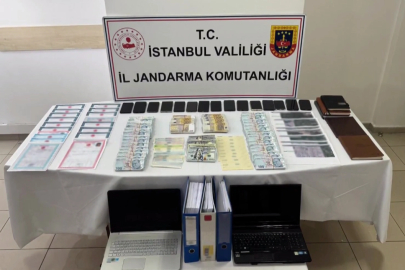 T.C.
İSTANBUL VALİLİĞİ
İL JANDARMA KOMUTANLIĞI